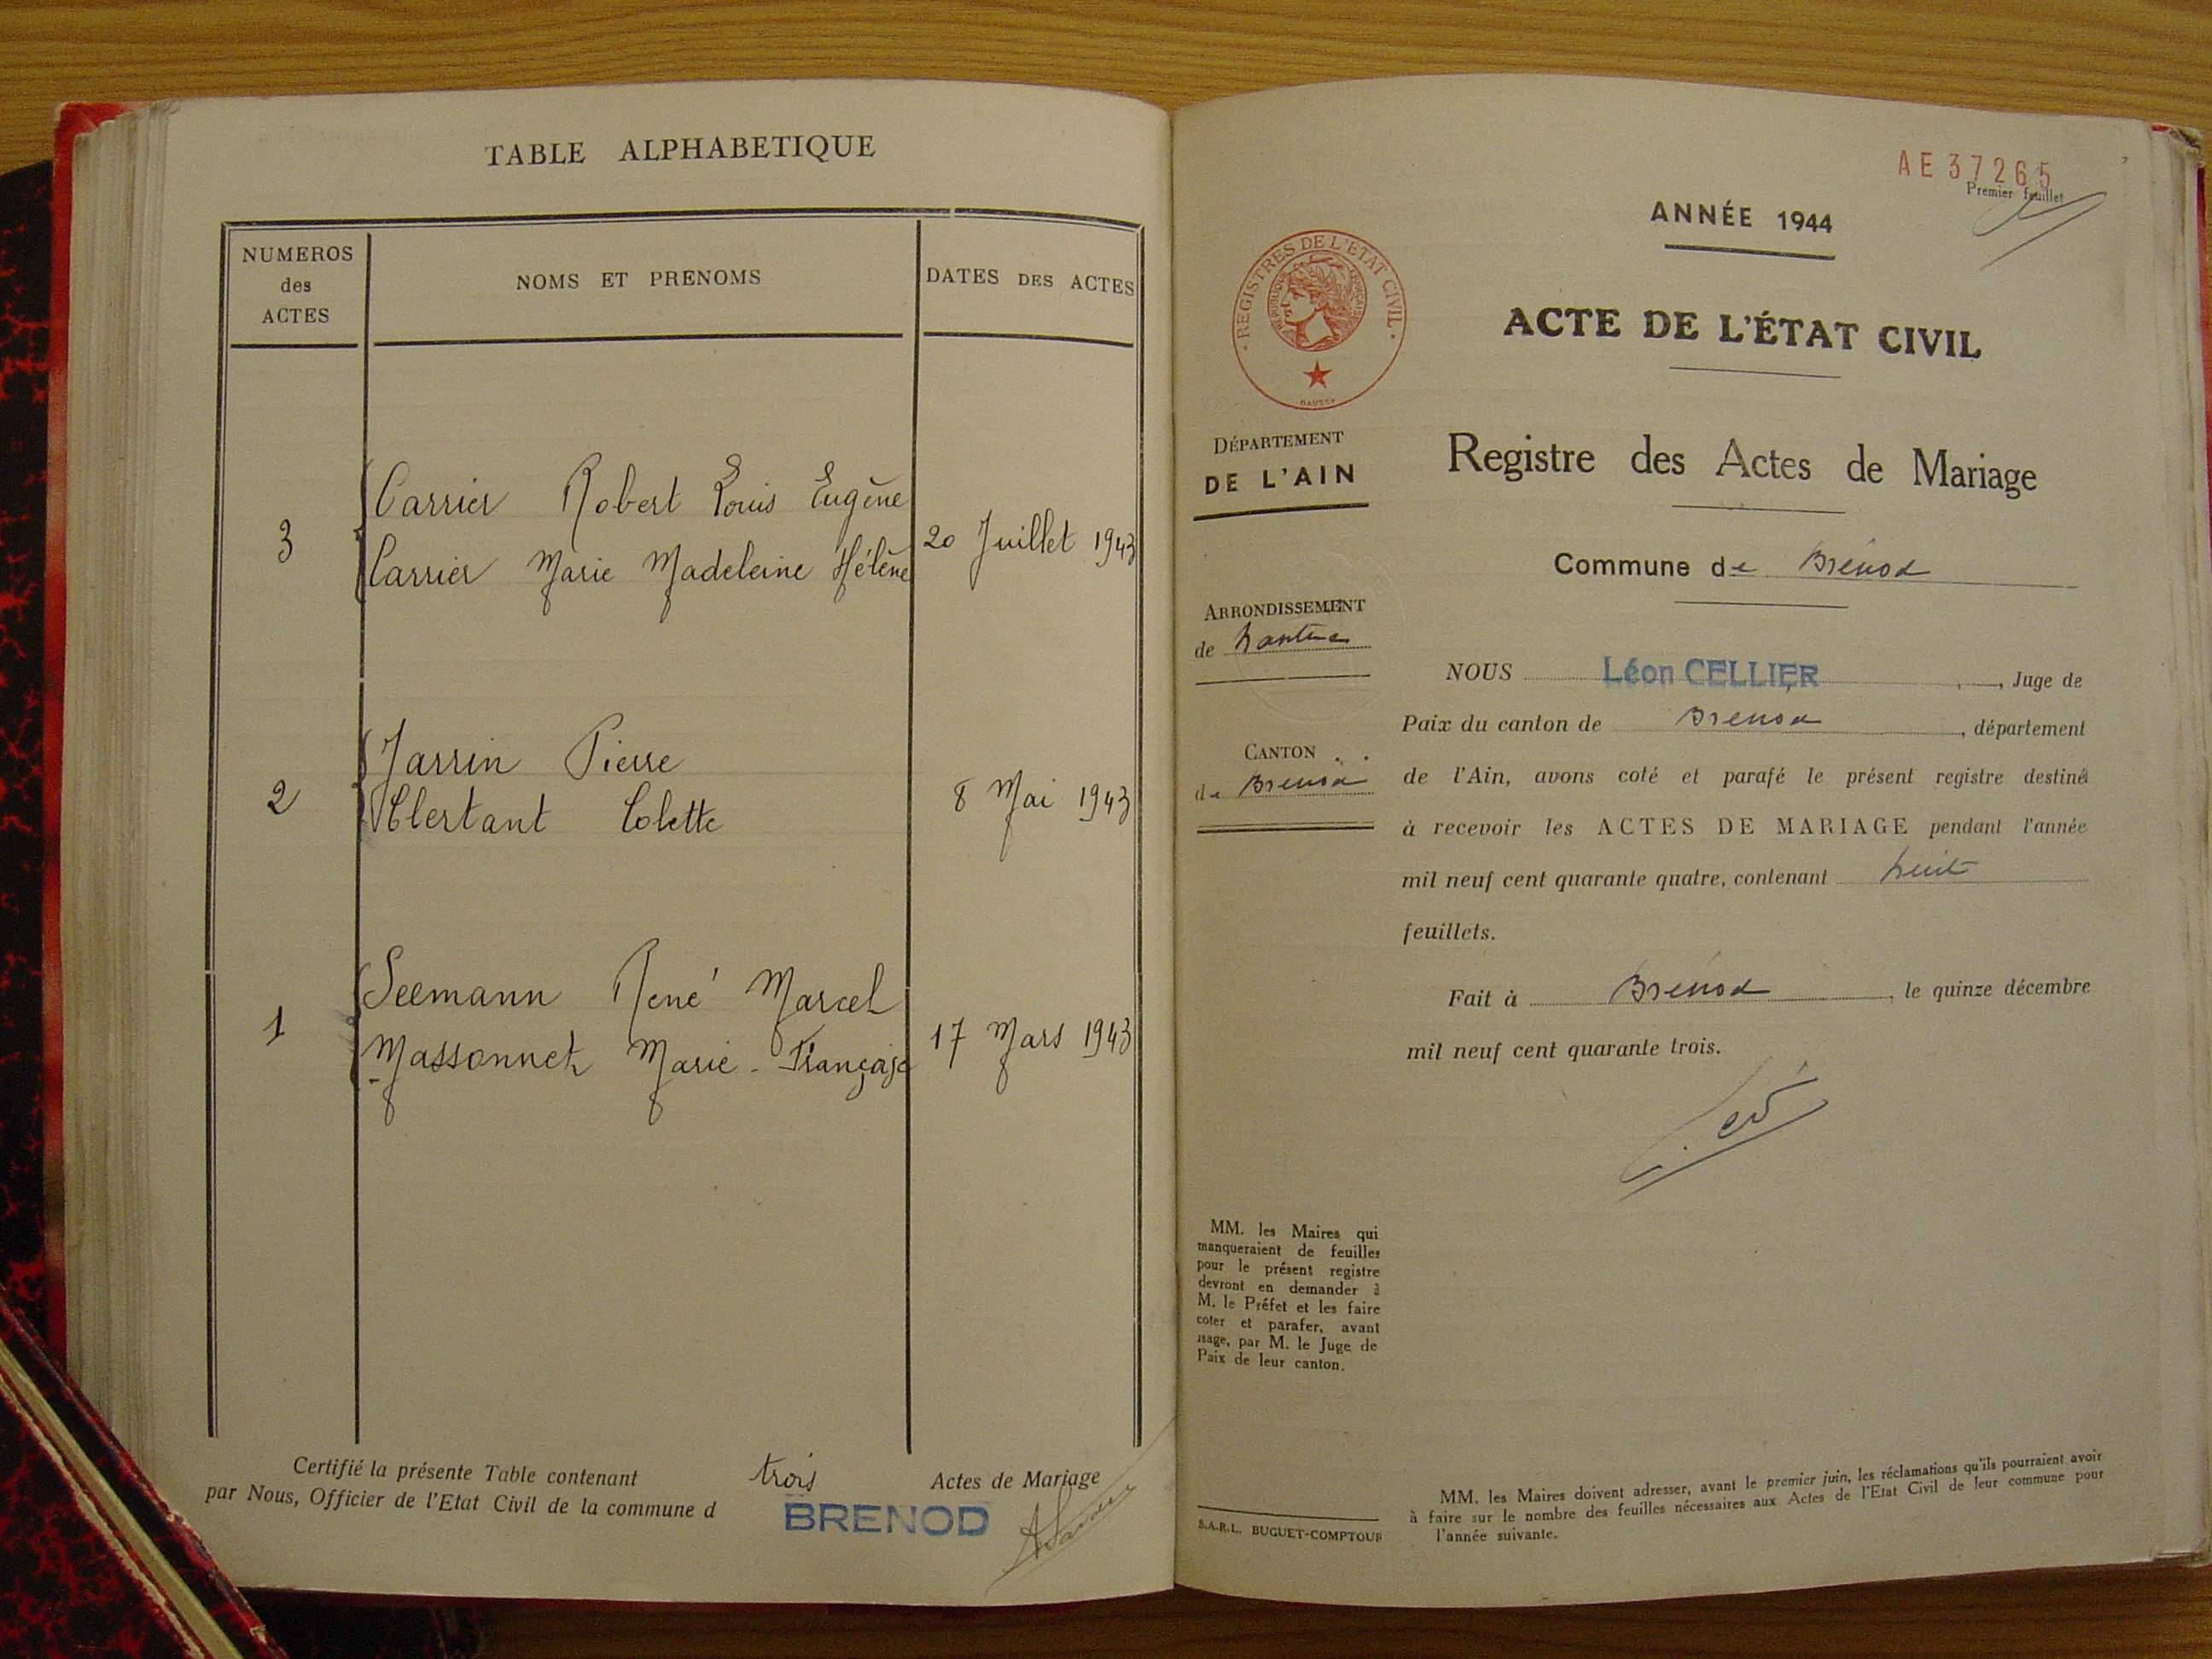 TABLE ALPHABETIQUE
NUMEROS
des
ACTES
NOMS ET PRENOMS
DATES DES ACTES
Carrier Robert Louis Eugène
3
20 Juillet 1943
Carrier Marie Madeleine Hélène
Jarrin Pierre
2
8 Mai 1943
Clertant Colette
Seemann René Marcel
1
17 Mars 1943
Massonnet Marie-Françoise
Certifié la présente Table contenant trois Actes de Mariage
par Nous, Officier de l'Etat Civil de la commune d BRENOD
AE37265
Premier feuillet
ANNÉE 1944
REGISTRES DE L'ETAT CIVIL
REPUBLIQUE FRANÇAISE
ACTE DE L'ÉTAT CIVIL
DÉPARTEMENT
DE L'AIN
Registre des Actes de Mariage
Commune de Brénod
ARRONDISSEMENT
de Nantua
CANTON
de Brenod
NOUS Léon CELLIER, Juge de
Paix du canton de Brenod, département
de l'Ain, avons coté et parafé le présent registre destiné
à recevoir les ACTES DE MARIAGE pendant l'année
mil neuf cent quarante quatre, contenant huit
feuillets.
Fait à Brénod, le quinze décembre
mil neuf cent quarante trois.
MM. les Maires qui
manqueraient de feuilles
pour le présent registre
devront en demander à
M. le Préfet et les faire
coter et parafer, avant
usage, par M. le Juge de
Paix de leur canton.
S.A.R.L. BUGUET-COMPTOUR
MM. les Maires doivent adresser, avant le premier juin, les réclamations qu'ils pourraient avoir
à faire sur le nombre des feuilles nécessaires aux Actes de l'Etat Civil de leur commune pour
l'année suivante.